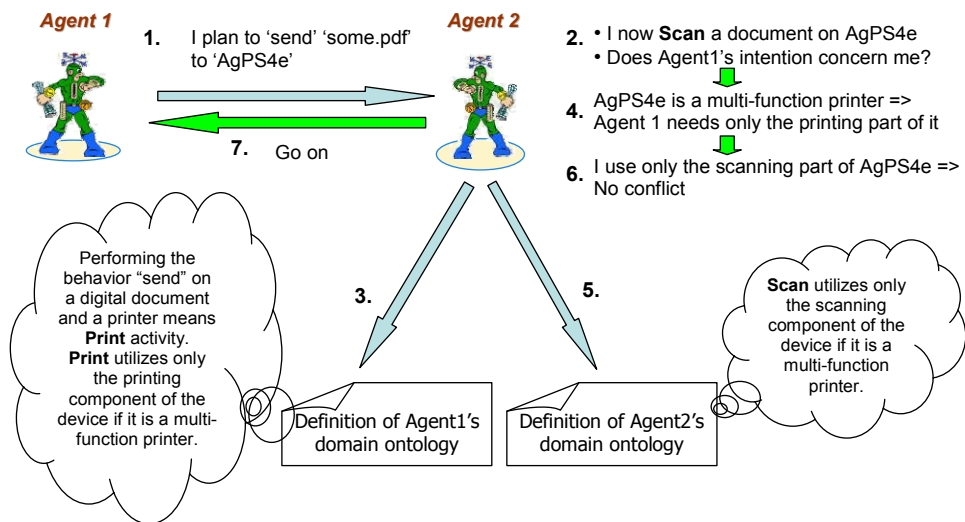 Agent 1
Agent 2
1. I plan to ‘send’ ‘some.pdf’
to ‘AgPS4e’
7. Go on
2. • I now Scan a document on AgPS4e
• Does Agent1’s intention concern me?
4. AgPS4e is a multi-function printer =>
Agent 1 needs only the printing part of it
6. I use only the scanning part of AgPS4e =>
No conflict
Performing the
behavior “send” on
a digital document
and a printer means
Print activity.
Print utilizes only
the printing
component of the
device if it is a multi-
function printer.
3.
5.
Scan utilizes only
the scanning
component of the
device if it is a
multi-function
printer.
Definition of Agent1’s
domain ontology
Definition of Agent2’s
domain ontology